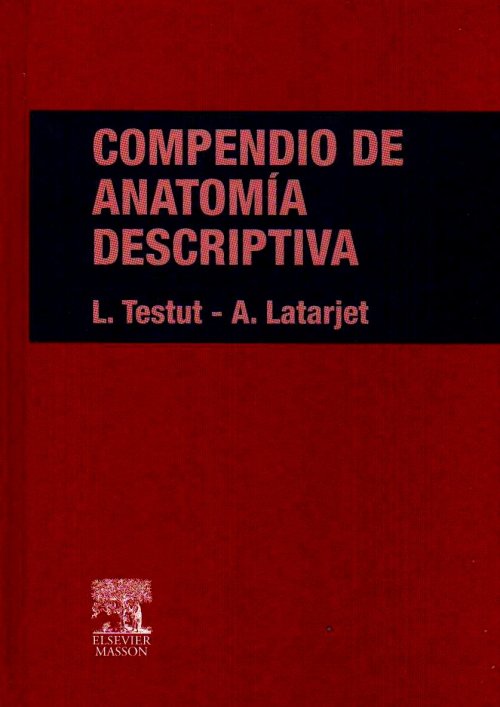 COMPENDIO DE
ANATOMÍA
DESCRIPTIVA
L. Testut - A. Latarjet
ELSEVIER
MASSON